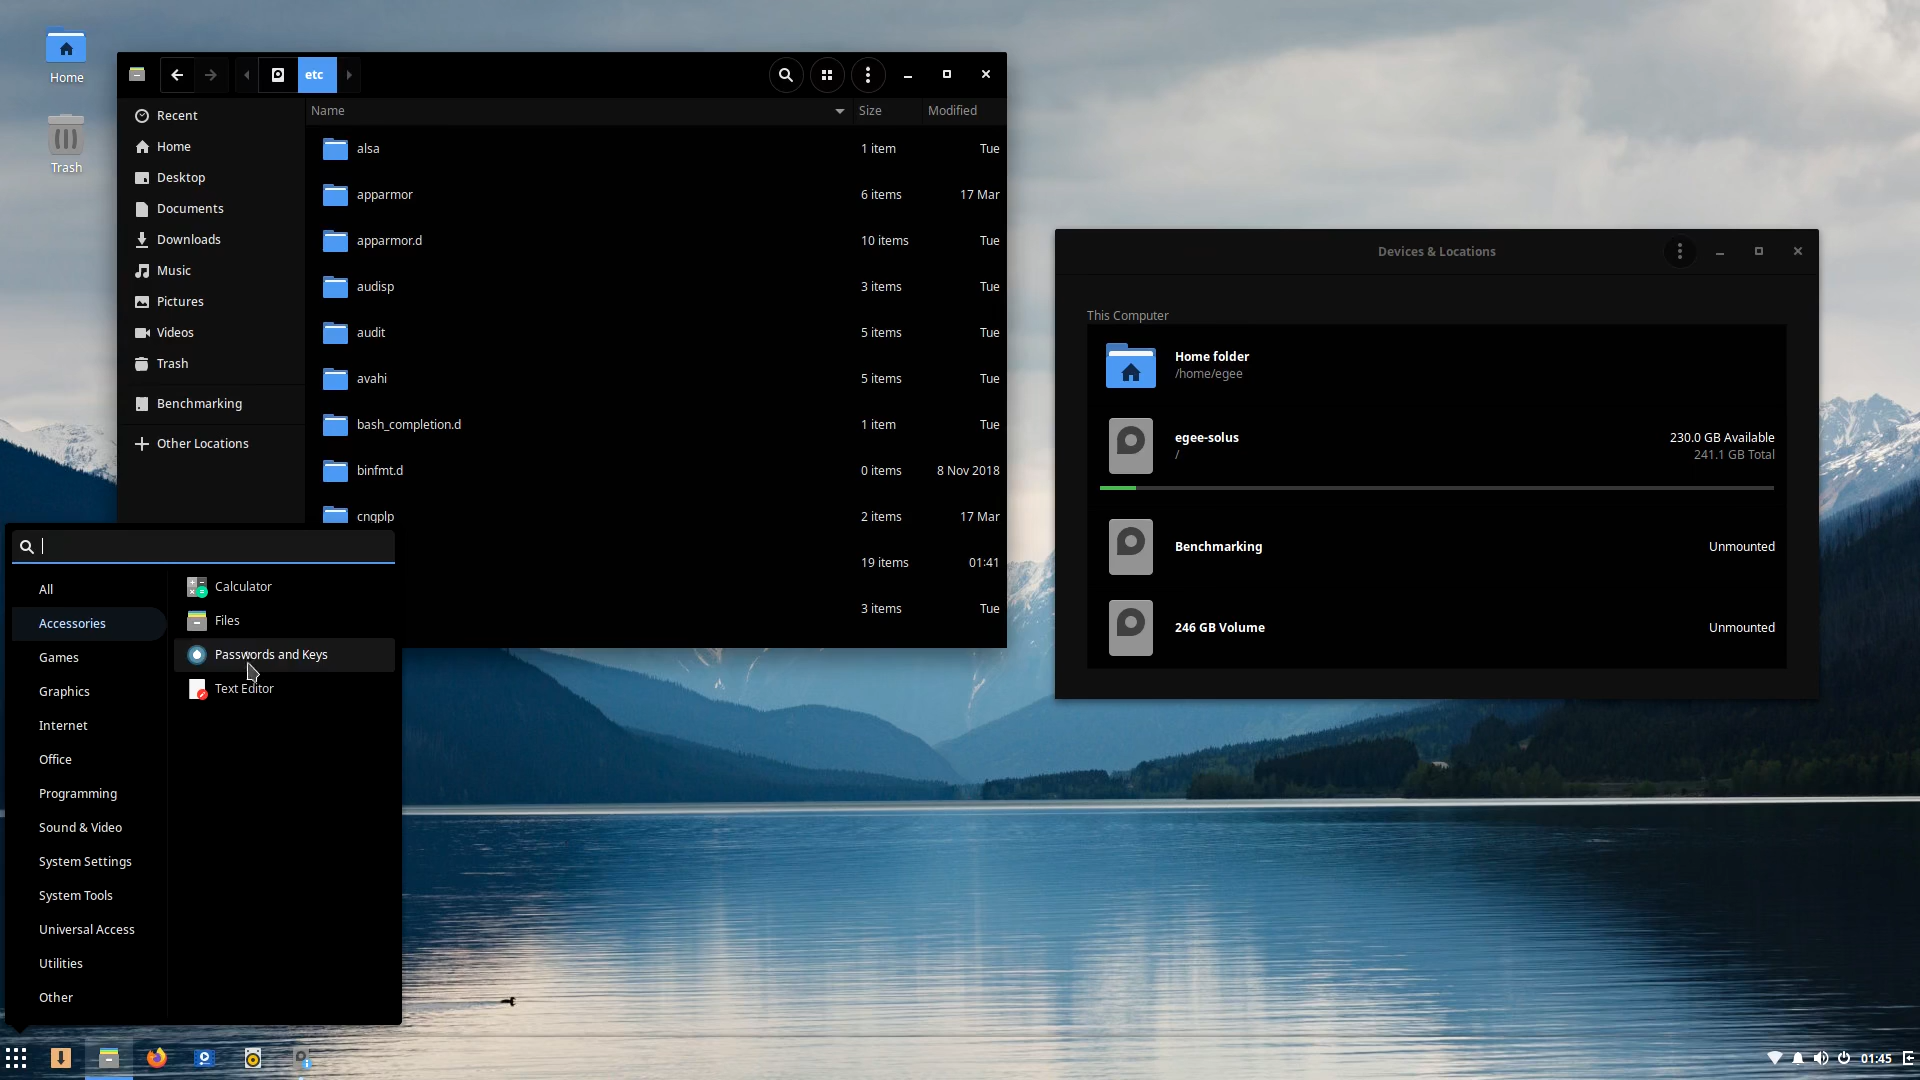 Home
Trash
etc
Recent
Home
Desktop
Documents
Downloads
Music
Pictures
Videos
Trash
Benchmarking
Other Locations
Name Size Modified
alsa 1 item Tue
apparmor 6 items 17 Mar
apparmor.d 10 items Tue
audisp 3 items Tue
audit 5 items Tue
avahi 5 items Tue
bash_completion.d 1 item Tue
binfmt.d 0 items 8 Nov 2018
cngplp 2 items 17 Mar
19 items 01:41
3 items Tue
Devices & Locations
This Computer
Home folder
/home/egee
egee-solus 230.0 GB Available
/ 241.1 GB Total
Benchmarking Unmounted
246 GB Volume Unmounted
All
Accessories
Games
Graphics
Internet
Office
Programming
Sound & Video
System Settings
System Tools
Universal Access
Utilities
Other
Calculator
Files
Passwords and Keys
Text Editor
01:45